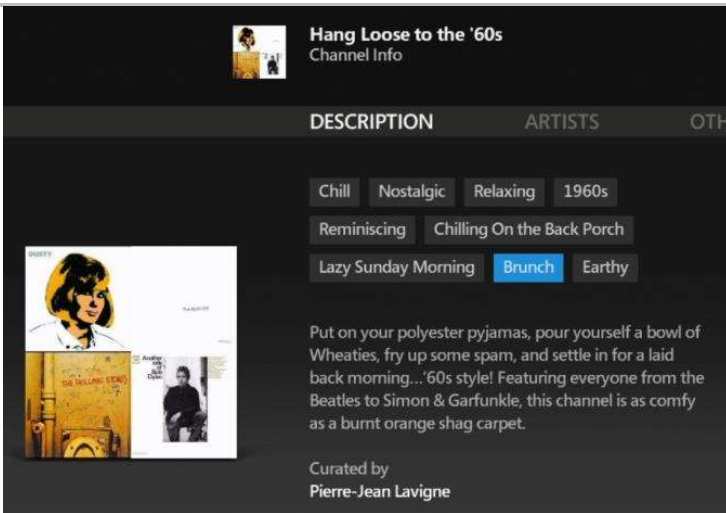 Hang Loose to the '60s
Channel Info
DESCRIPTION ARTISTS OTH
Chill Nostalgic Relaxing 1960s
Reminiscing Chilling On the Back Porch
Lazy Sunday Morning Brunch Earthy
DUSTY
The BEATLES
Another side of Bob Dylan
THE ROLLING STONES
Put on your polyester pyjamas, pour yourself a bowl of
Wheaties, fry up some spam, and settle in for a laid
back morning...'60s style! Featuring everyone from the
Beatles to Simon & Garfunkle, this channel is as comfy
as a burnt orange shag carpet.
Curated by
Pierre-Jean Lavigne